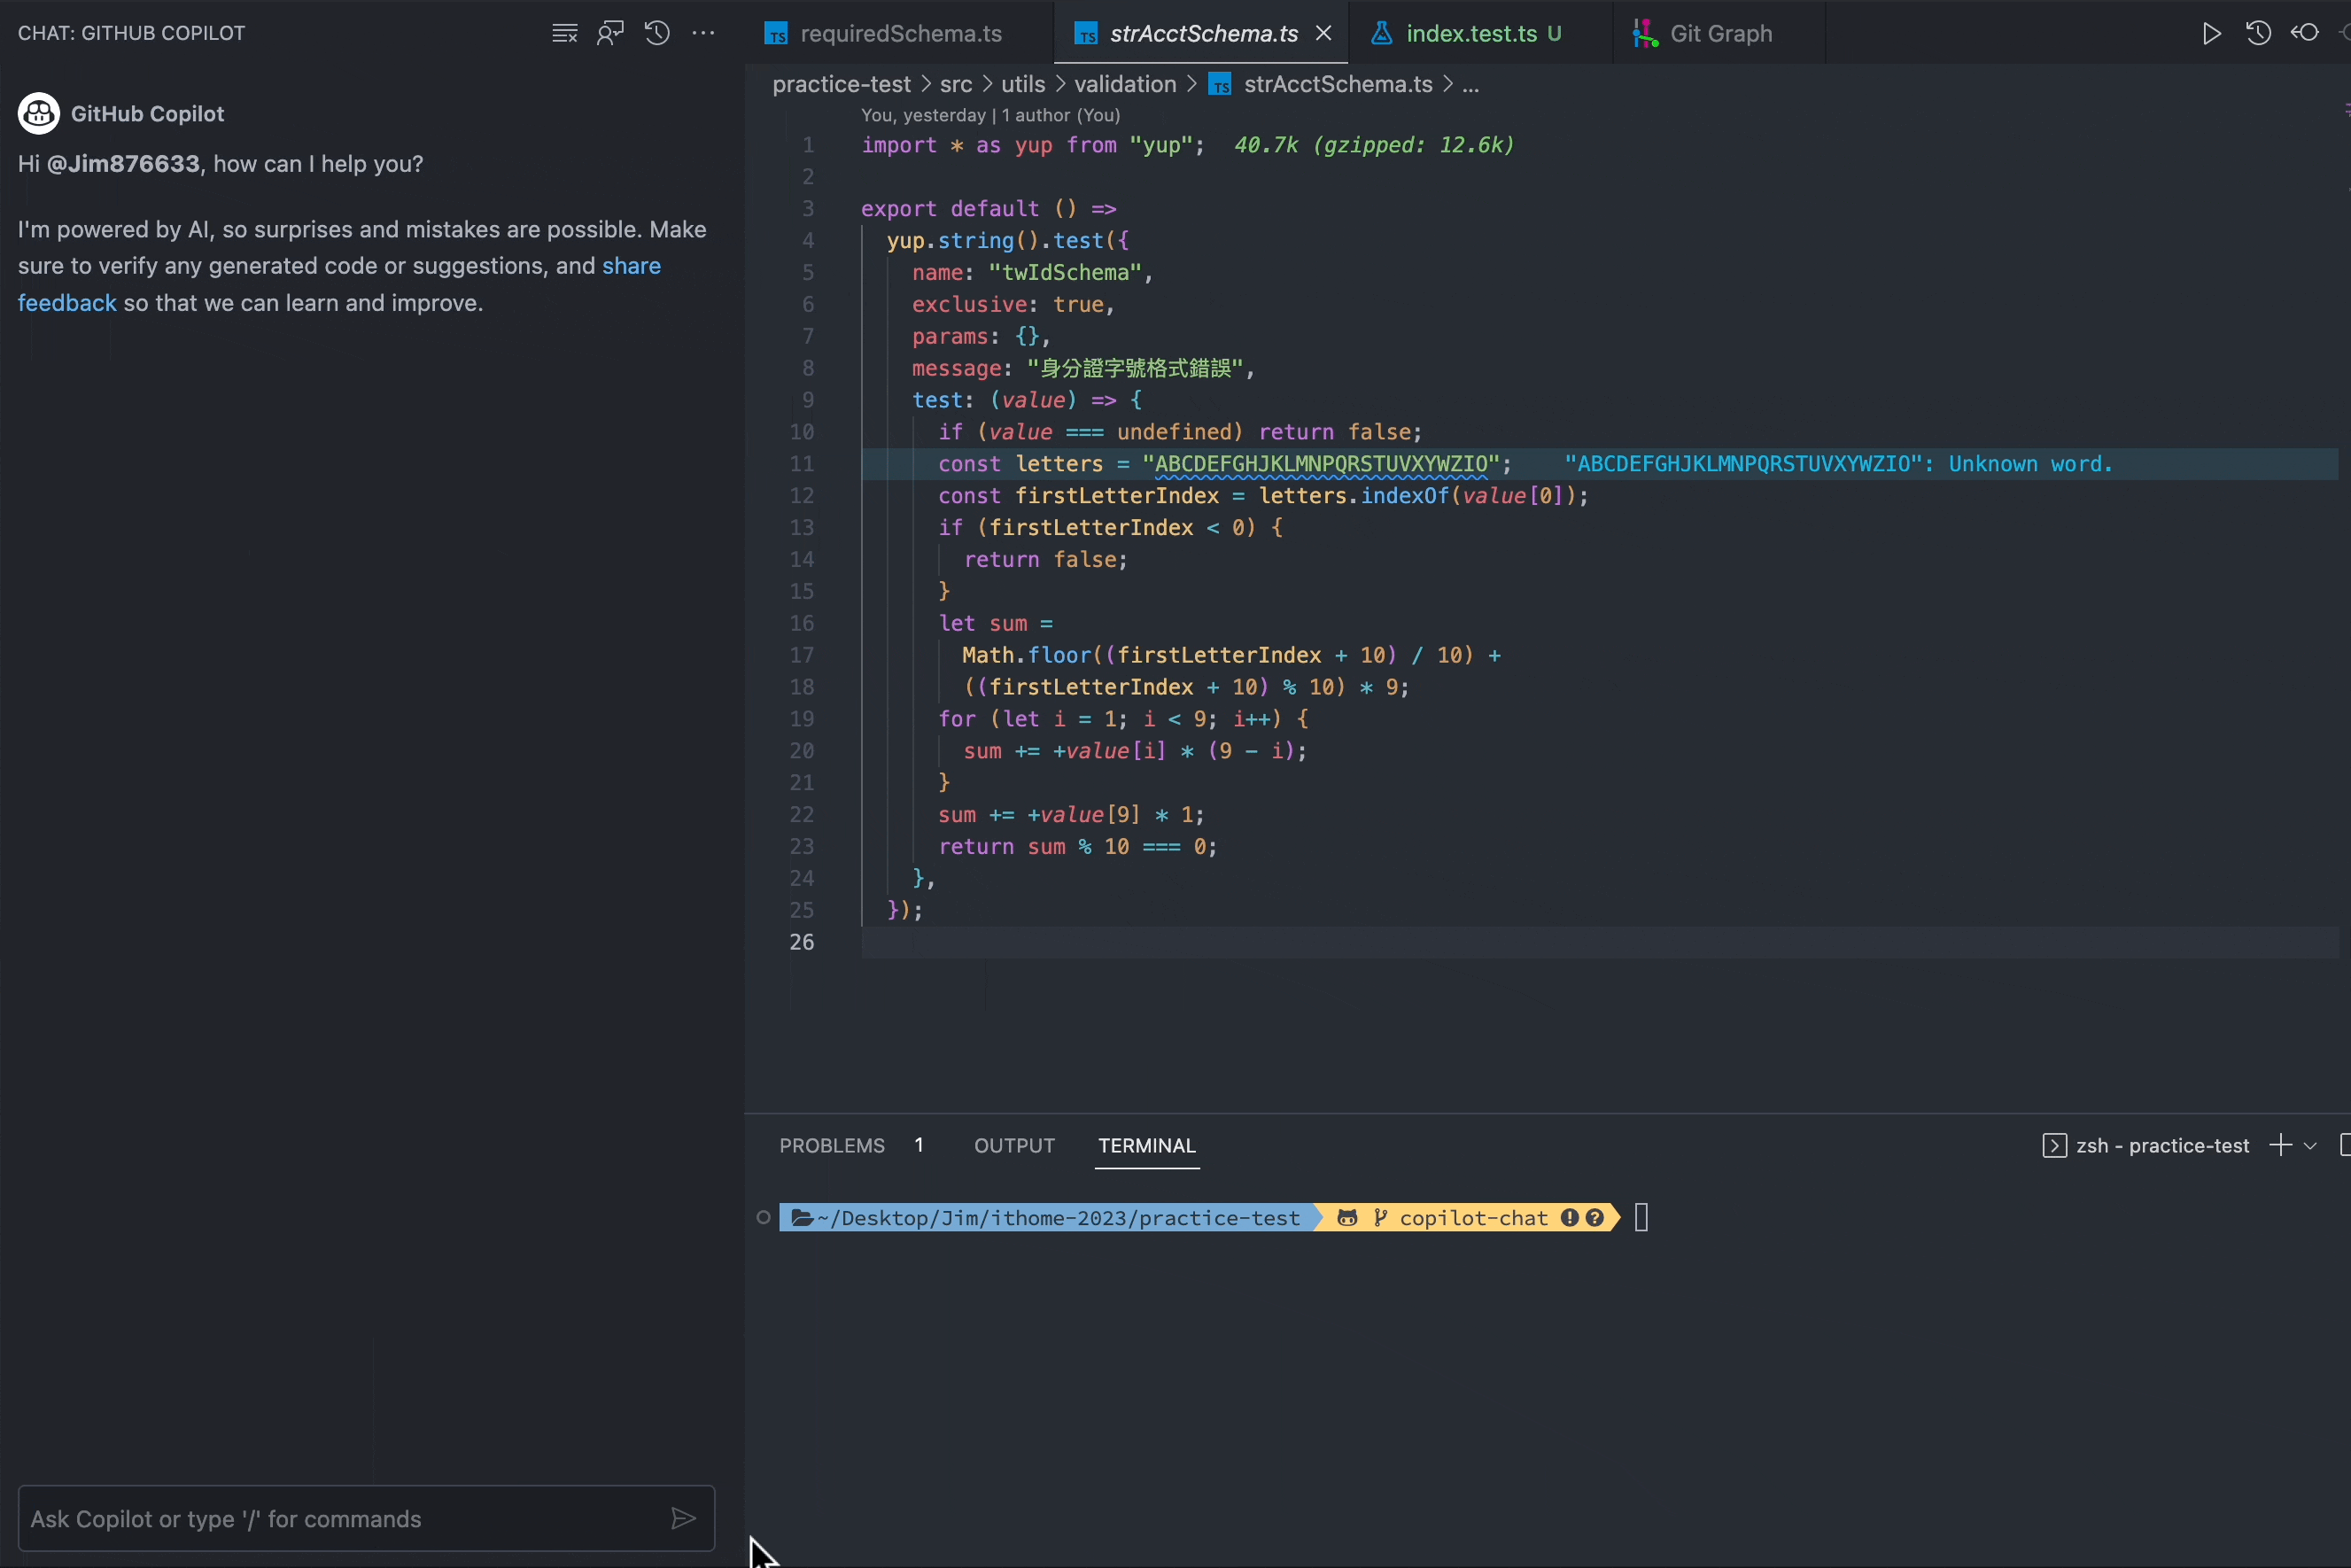 CHAT: GITHUB COPILOT
GitHub Copilot
Hi @Jim876633, how can I help you?
I'm powered by AI, so surprises and mistakes are possible. Make
sure to verify any generated code or suggestions, and share
feedback so that we can learn and improve.
Ask Copilot or type '/' for commands
TS requiredSchema.ts
TS strAcctSchema.ts
index.test.ts U
Git Graph
practice-test > src > utils > validation > TS strAcctSchema.ts > ...
You, yesterday | 1 author (You)
1 import * as yup from "yup"; 40.7k (gzipped: 12.6k)
2
3 export default () =>
4 yup.string().test({
5 name: "twIdSchema",
6 exclusive: true,
7 params: {},
8 message: "身分證字號格式錯誤",
9 test: (value) => {
10 if (value === undefined) return false;
11 const letters = "ABCDEFGHJKLMNPQRSTUVXYWZIO"; "ABCDEFGHJKLMNPQRSTUVXYWZIO": Unknown word.
12 const firstLetterIndex = letters.indexOf(value[0]);
13 if (firstLetterIndex < 0) {
14 return false;
15 }
16 let sum =
17 Math.floor((firstLetterIndex + 10) / 10) +
18 ((firstLetterIndex + 10) % 10) * 9;
19 for (let i = 1; i < 9; i++) {
20 sum += +value[i] * (9 - i);
21 }
22 sum += +value[9] * 1;
23 return sum % 10 === 0;
24 },
25 });
26
PROBLEMS 1 OUTPUT TERMINAL
zsh - practice-test
~/Desktop/Jim/ithome-2023/practice-test copilot-chat ! ?